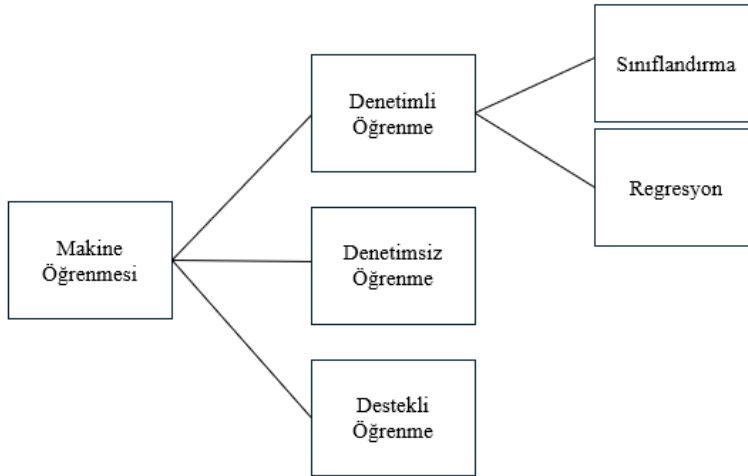 Makine
Öğrenmesi
Denetimli
Öğrenme
Denetimsiz
Öğrenme
Destekli
Öğrenme
Sınıflandırma
Regresyon